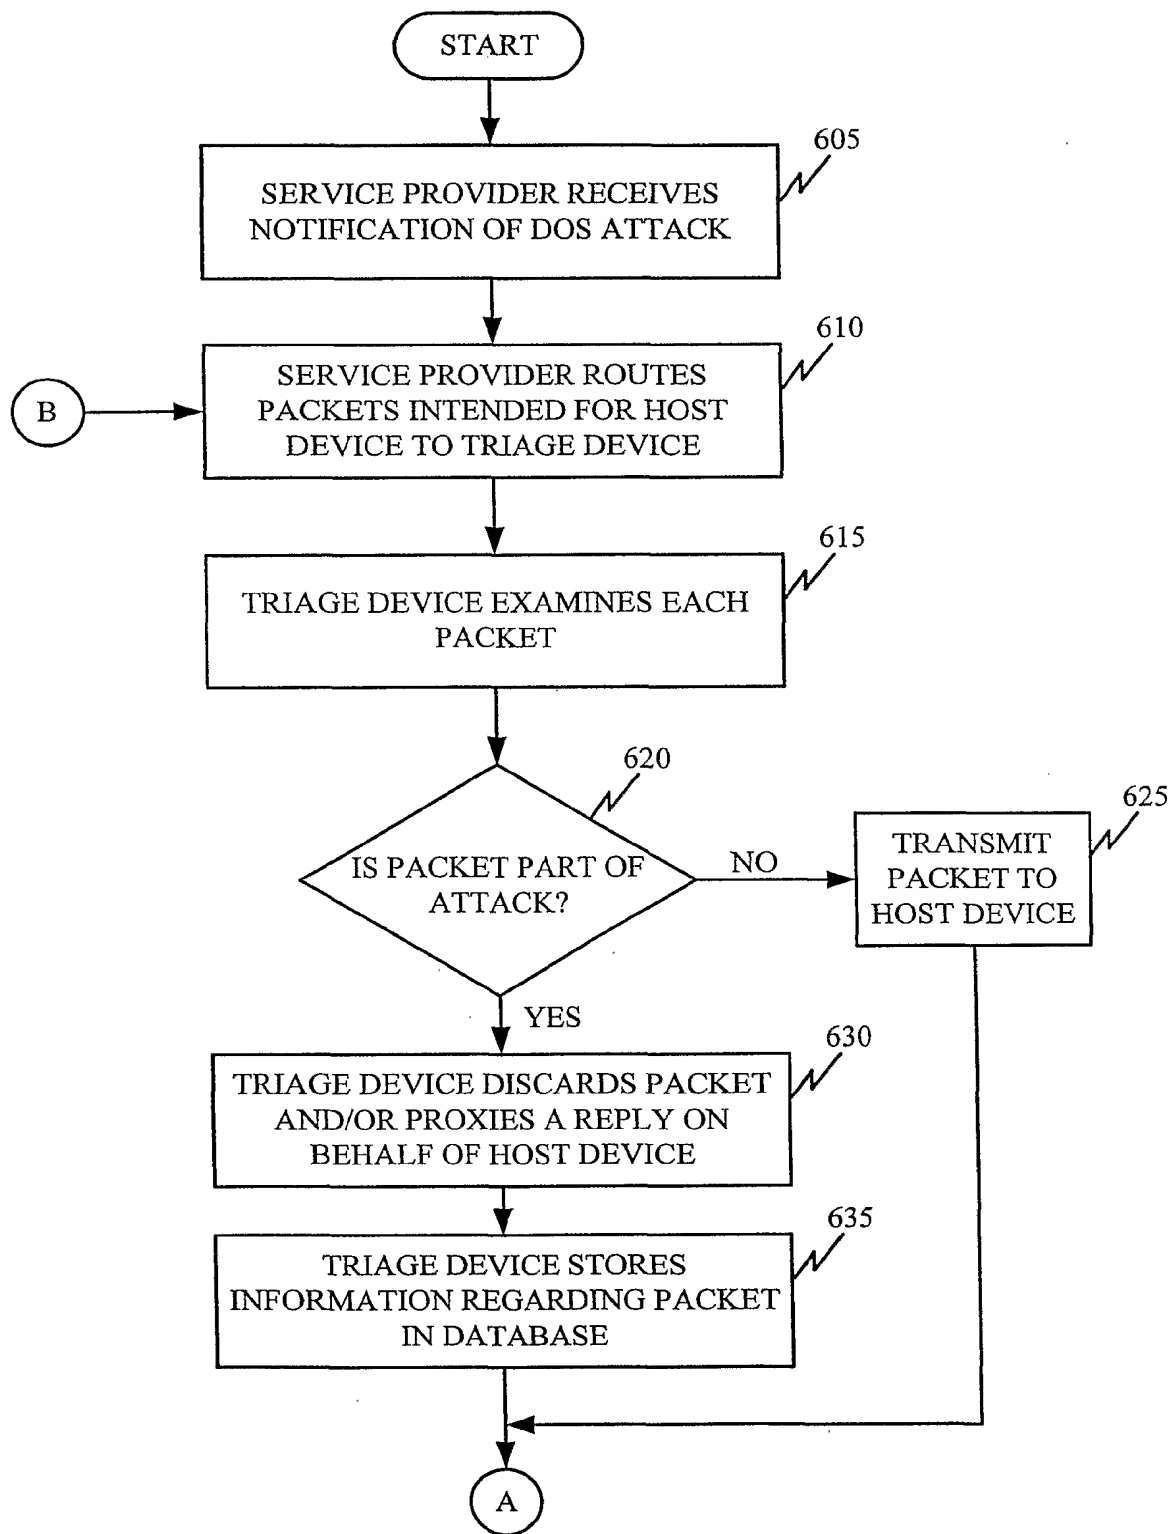 START
605
SERVICE PROVIDER RECEIVES
NOTIFICATION OF DOS ATTACK
610
SERVICE PROVIDER ROUTES
PACKETS INTENDED FOR HOST
DEVICE TO TRIAGE DEVICE
B
615
TRIAGE DEVICE EXAMINES EACH
PACKET
620
IS PACKET PART OF
ATTACK?
NO
625
TRANSMIT
PACKET TO
HOST DEVICE
YES
630
TRIAGE DEVICE DISCARDS PACKET
AND/OR PROXIES A REPLY ON
BEHALF OF HOST DEVICE
635
TRIAGE DEVICE STORES
INFORMATION REGARDING PACKET
IN DATABASE
A